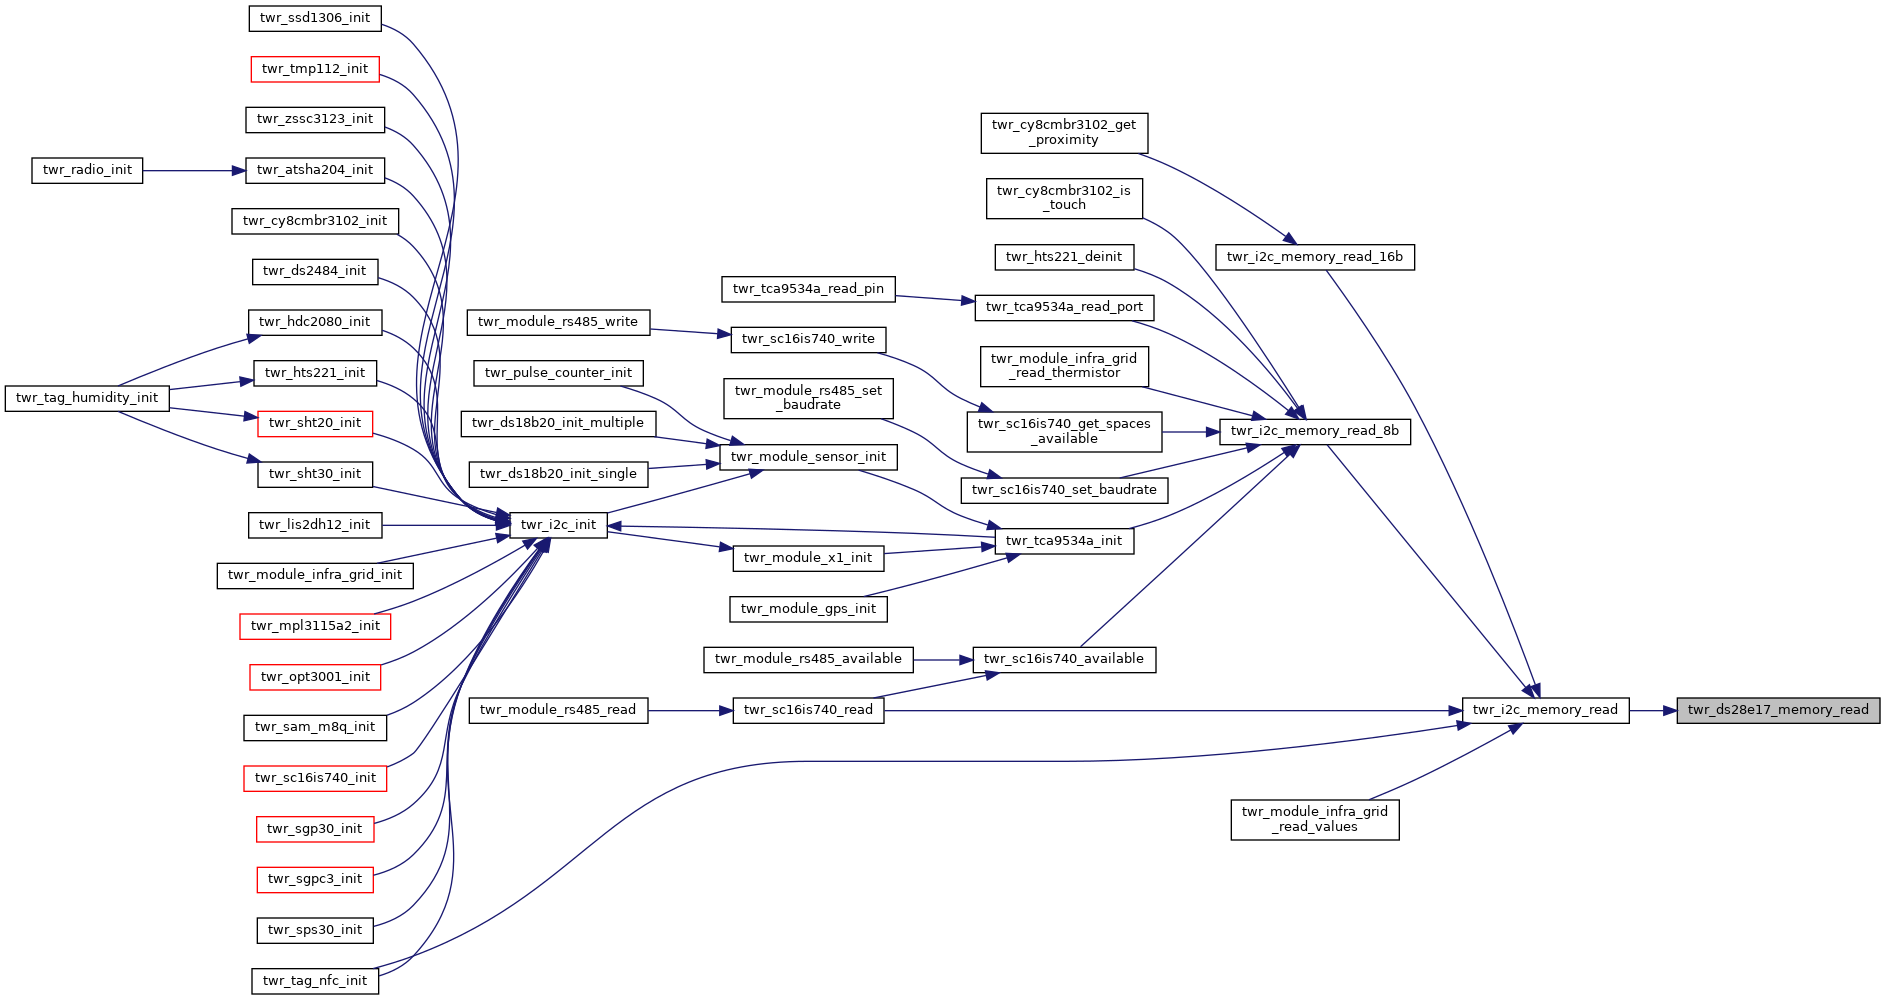 twr_ssd1306_init
twr_tmp112_init
twr_zssc3123_init
twr_radio_init
twr_atsha204_init
twr_cy8cmbr3102_init
twr_ds2484_init
twr_hdc2080_init
twr_hts221_init
twr_tag_humidity_init
twr_sht20_init
twr_sht30_init
twr_lis2dh12_init
twr_module_infra_grid_init
twr_mpl3115a2_init
twr_opt3001_init
twr_sam_m8q_init
twr_sc16is740_init
twr_sgp30_init
twr_sgpc3_init
twr_sps30_init
twr_tag_nfc_init
twr_module_rs485_write
twr_pulse_counter_init
twr_ds18b20_init_multiple
twr_ds18b20_init_single
twr_i2c_init
twr_module_rs485_read
twr_tca9534a_read_pin
twr_sc16is740_write
twr_module_rs485_set
_baudrate
twr_module_sensor_init
twr_module_x1_init
twr_module_gps_init
twr_module_rs485_available
twr_sc16is740_read
twr_cy8cmbr3102_get
_proximity
twr_cy8cmbr3102_is
_touch
twr_hts221_deinit
twr_tca9534a_read_port
twr_module_infra_grid
_read_thermistor
twr_sc16is740_get_spaces
_available
twr_sc16is740_set_baudrate
twr_tca9534a_init
twr_sc16is740_available
twr_i2c_memory_read_16b
twr_i2c_memory_read_8b
twr_module_infra_grid
_read_values
twr_i2c_memory_read
twr_ds28e17_memory_read